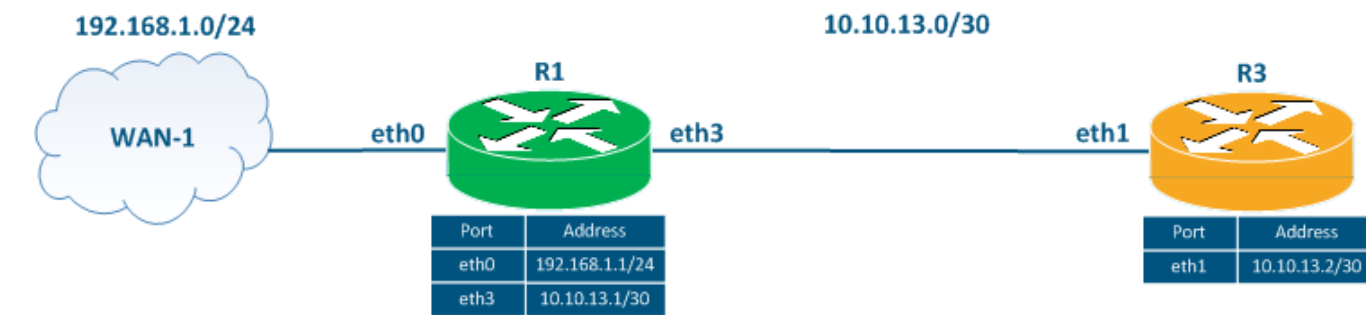 192.168.1.0/24
10.10.13.0/30
R1
R3
WAN-1
eth0
eth3
eth1
Port Address
eth0 192.168.1.1/24
eth3 10.10.13.1/30
Port Address
eth1 10.10.13.2/30